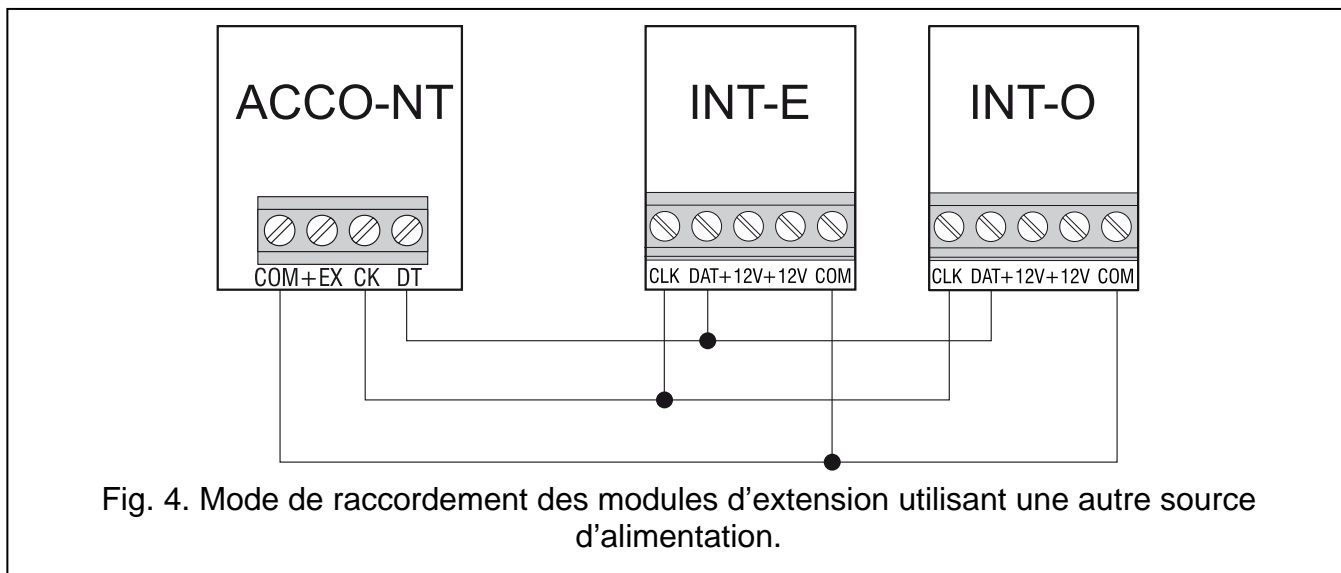 ACCO-NT
INT-E
INT-O
COM +EX CK DT
CLK DAT +12V +12V COM
CLK DAT +12V +12V COM
Fig. 4. Mode de raccordement des modules d’extension utilisant une autre source
d’alimentation.